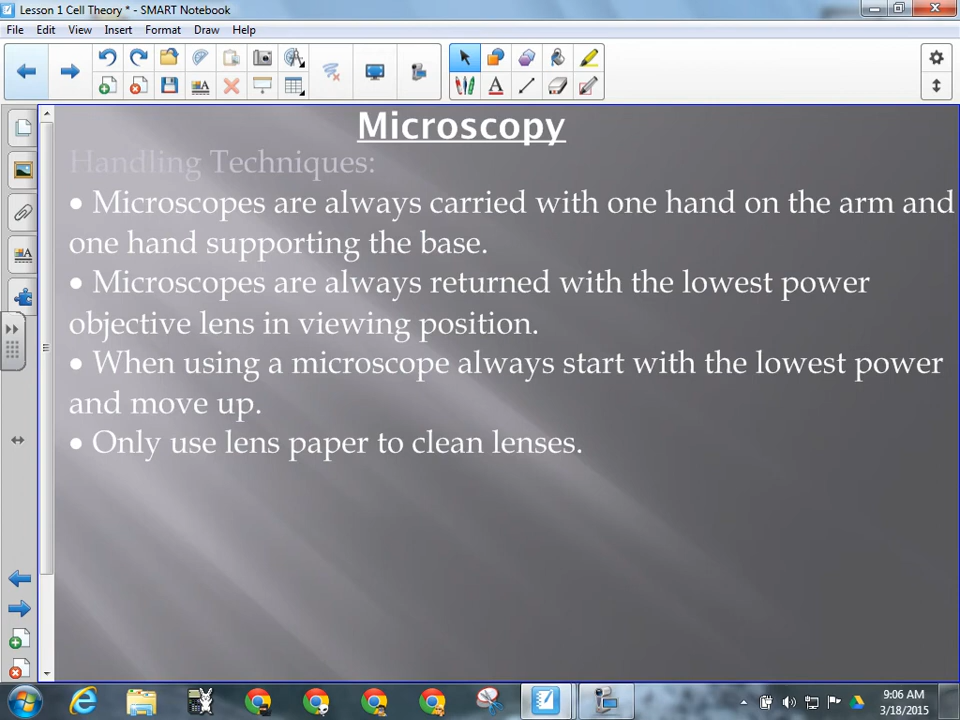 Lesson 1 Cell Theory * - SMART Notebook
File Edit View Insert Format Draw Help
Microscopy
Handling Techniques:
• Microscopes are always carried with one hand on the arm and
one hand supporting the base.
• Microscopes are always returned with the lowest power
objective lens in viewing position.
• When using a microscope always start with the lowest power
and move up.
• Only use lens paper to clean lenses.
9:06 AM
3/18/2015